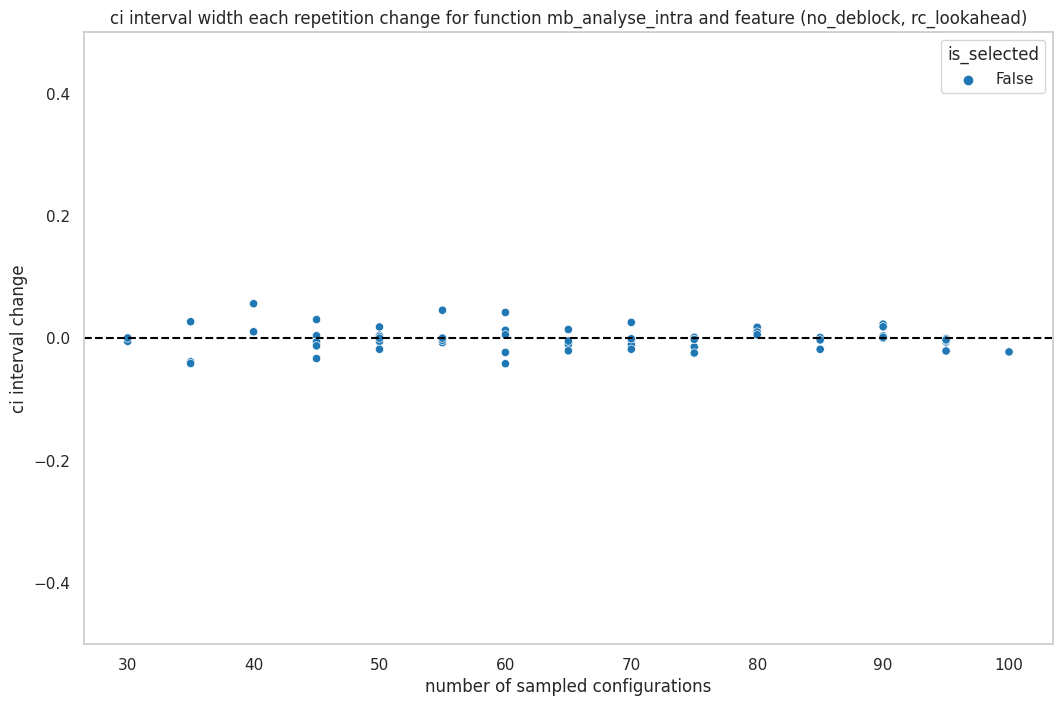 ci interval width each repetition change for function mb_analyse_intra and feature (no_deblock, rc_lookahead)
is_selected
False
0.4
0.2
0.0
−0.2
−0.4
ci interval change
30 40 50 60 70 80 90 100
number of sampled configurations